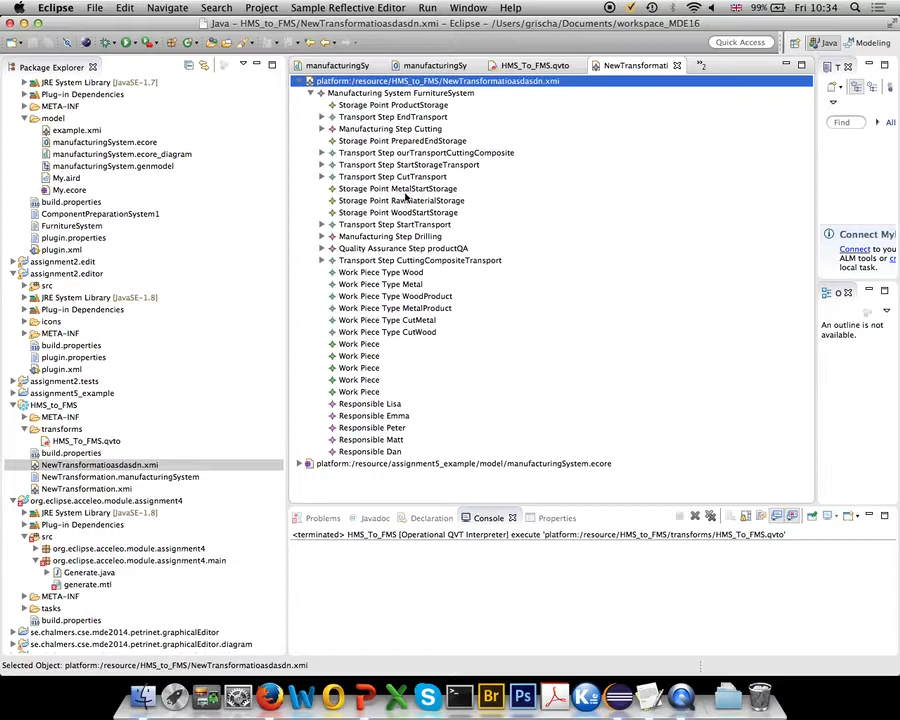 Eclipse File Edit Navigate Search Project Run Window Help 99% Fri 10:34
Java – HMS_to_FMS/NewTransformatioasdasdn.xmi – Eclipse – /Users/grischa/Documents/workspace_MDE16
Quick Access Java Modeling
Package Explorer
manufacturingSy manufacturingSy HMS_To_FMS.qvto NewTransformati 2
JRE System Library [JavaSE-1.7]
Plug-in Dependencies
META-INF
model
example.xmi
manufacturingSystem.ecore
manufacturingSystem.ecore_diagram
manufacturingSystem.genmodel
My.aird
My.ecore
build.properties
ComponentPreparationSystem1
FurnitureSystem
plugin.properties
plugin.xml
assignment2.edit
assignment2.editor
src
JRE System Library [JavaSE-1.8]
Plug-in Dependencies
icons
META-INF
build.properties
plugin.properties
plugin.xml
assignment2.tests
assignment5_example
HMS_to_FMS
META-INF
transforms
HMS_To_FMS.qvto
build.properties
NewTransformatioasdasdn.xmi
NewTransformation.manufacturingSystem
NewTransformation.xmi
org.eclipse.acceleo.module.assignment4
JRE System Library [JavaSE-1.8]
Plug-in Dependencies
src
org.eclipse.acceleo.module.assignment4
org.eclipse.acceleo.module.assignment4.main
Generate.java
generate.mtl
META-INF
tasks
build.properties
se.chalmers.cse.mde2014.petrinet.graphicalEditor
se.chalmers.cse.mde2014.petrinet.graphicalEditor.diagram
platform:/resource/HMS_to_FMS/NewTransformatioasdasdn.xmi
Manufacturing System FurnitureSystem
Storage Point ProductStorage
Transport Step EndTransport
Manufacturing Step Cutting
Storage Point PreparedEndStorage
Transport Step ourTransportCuttingComposite
Transport Step StartStorageTransport
Transport Step CutTransport
Storage Point MetalStartStorage
Storage Point RawMaterialStorage
Storage Point WoodStartStorage
Transport Step StartTransport
Manufacturing Step Drilling
Quality Assurance Step productQA
Transport Step CuttingCompositeTransport
Work Piece Type Wood
Work Piece Type Metal
Work Piece Type WoodProduct
Work Piece Type MetalProduct
Work Piece Type CutMetal
Work Piece Type CutWood
Work Piece
Work Piece
Work Piece
Work Piece
Work Piece
Responsible Lisa
Responsible Emma
Responsible Peter
Responsible Matt
Responsible Dan
platform:/resource/assignment5_example/model/manufacturingSystem.ecore
T
Find All
Connect My
Connect to you
ALM tools or cr
local task.
O
An outline is not
available.
Problems Javadoc Declaration Console Properties
<terminated> HMS_To_FMS [Operational QVT Interpreter] execute 'platform:/resource/HMS_to_FMS/transforms/HMS_To_FMS.qvto'
Selected Object: platform:/resource/HMS_to_FMS/NewTransformatioasdasdn.xmi
Br Ps